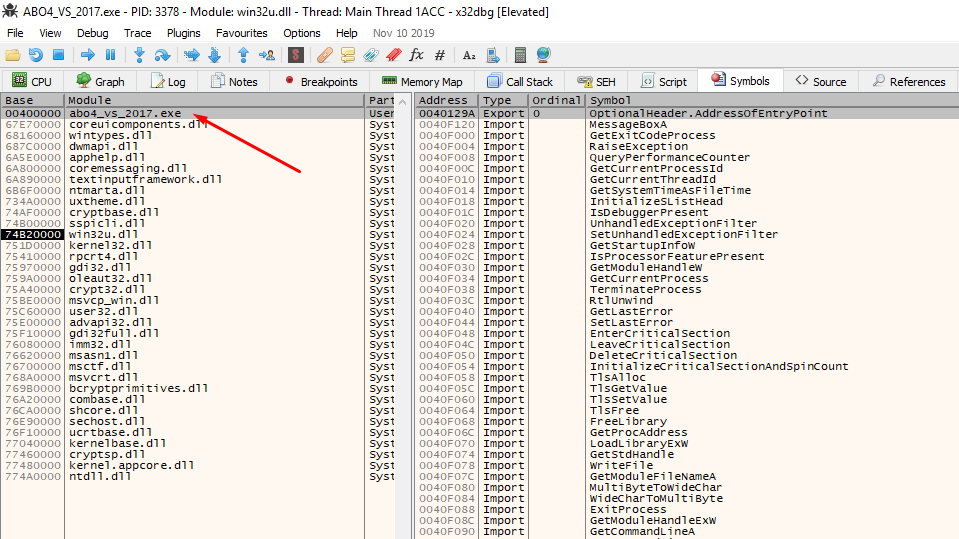 ABO4_VS_2017.exe - PID: 3378 - Module: win32u.dll - Thread: Main Thread 1ACC - x32dbg [Elevated]
File View Debug Trace Plugins Favourites Options Help Nov 10 2019
CPU Graph Log Notes Breakpoints Memory Map Call Stack SEH Script Symbols Source References
Base Module Part
00400000 abo4_vs_2017.exe User
67E70000 coreuicomponents.dll Syst
68160000 wintypes.dll Syst
687C0000 dwmapi.dll Syst
6A5E0000 apphelp.dll Syst
6A800000 coremessaging.dll Syst
6A890000 textinputframework.dll Syst
6B6F0000 ntmarta.dll Syst
734A0000 uxtheme.dll Syst
74AF0000 cryptbase.dll Syst
74B00000 sspicli.dll Syst
74B20000 win32u.dll Syst
751D0000 kernel32.dll Syst
75410000 rpcrt4.dll Syst
75970000 gdi32.dll Syst
759A0000 oleaut32.dll Syst
75A40000 crypt32.dll Syst
75BE0000 msvcp_win.dll Syst
75C60000 user32.dll Syst
75E00000 advapi32.dll Syst
75F10000 gdi32full.dll Syst
76080000 imm32.dll Syst
76620000 msasn1.dll Syst
76700000 msctf.dll Syst
768A0000 msvcrt.dll Syst
769B0000 bcryptprimitives.dll Syst
76A20000 combase.dll Syst
76CA0000 shcore.dll Syst
76E90000 sechost.dll Syst
76F10000 ucrtbase.dll Syst
77040000 kernelbase.dll Syst
77460000 cryptsp.dll Syst
77480000 kernel.appcore.dll Syst
774A0000 ntdll.dll Syst
Address Type Ordinal Symbol
0040129A Export 0 OptionalHeader.AddressOfEntryPoint
0040F120 Import MessageBoxA
0040F000 Import GetExitCodeProcess
0040F004 Import RaiseException
0040F008 Import QueryPerformanceCounter
0040F00C Import GetCurrentProcessId
0040F010 Import GetCurrentThreadId
0040F014 Import GetSystemTimeAsFileTime
0040F018 Import InitializeSListHead
0040F01C Import IsDebuggerPresent
0040F020 Import UnhandledExceptionFilter
0040F024 Import SetUnhandledExceptionFilter
0040F028 Import GetStartupInfoW
0040F02C Import IsProcessorFeaturePresent
0040F030 Import GetModuleHandleW
0040F034 Import GetCurrentProcess
0040F038 Import TerminateProcess
0040F03C Import RtlUnwind
0040F040 Import GetLastError
0040F044 Import SetLastError
0040F048 Import EnterCriticalSection
0040F04C Import LeaveCriticalSection
0040F050 Import DeleteCriticalSection
0040F054 Import InitializeCriticalSectionAndSpinCount
0040F058 Import TlsAlloc
0040F05C Import TlsGetValue
0040F060 Import TlsSetValue
0040F064 Import TlsFree
0040F068 Import FreeLibrary
0040F06C Import GetProcAddress
0040F070 Import LoadLibraryExW
0040F074 Import GetStdHandle
0040F078 Import WriteFile
0040F07C Import GetModuleFileNameA
0040F080 Import MultiByteToWideChar
0040F084 Import WideCharToMultiByte
0040F088 Import ExitProcess
0040F08C Import GetModuleHandleExW
0040F090 Import GetCommandLineA